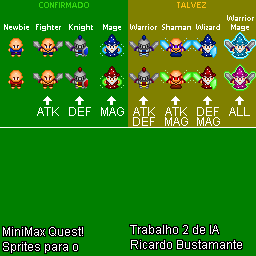 CONFIRMADO TALVEZ
Newbie Fighter Knight Mage Warrior Shaman Wizard Warrior Mage
ATK DEF MAG ATK DEF ATK MAG DEF MAG ALL
MiniMax Quest!
Sprites para o
Trabalho 2 de IA
Ricardo Bustamante